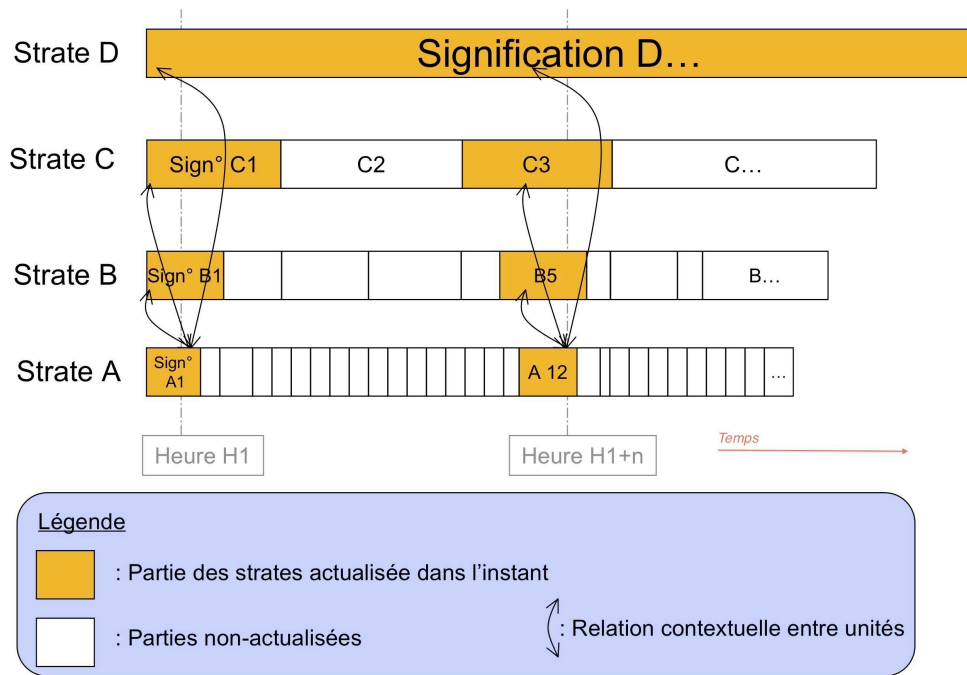 Strate D
Signification D…
Strate C
Sign° C1
C2
C3
C…
Strate B
Sign° B1
B5
B…
Strate A
Sign°
A1
A 12
…
Heure H1
Heure H1+n
Temps
Légende
: Partie des strates actualisée dans l'instant
: Parties non-actualisées
: Relation contextuelle entre unités